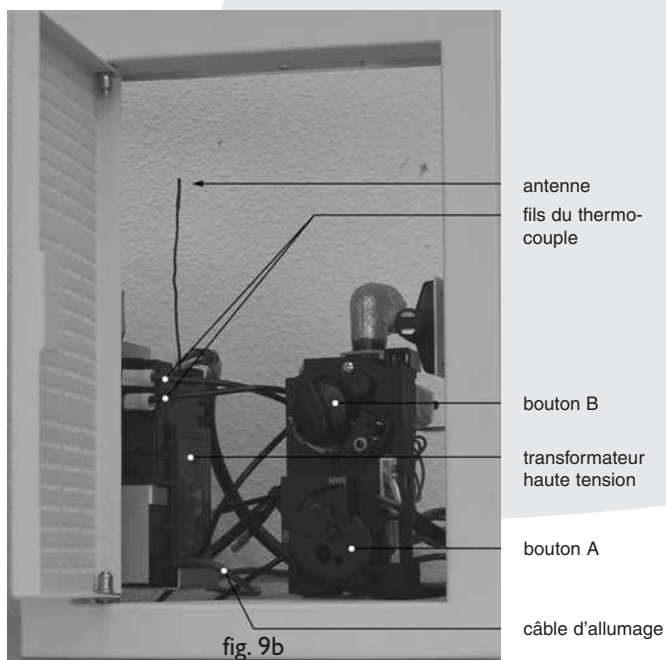 antenne
fils du thermo-
couple
bouton B
transformateur
haute tension
bouton A
câble d'allumage
fig. 9b